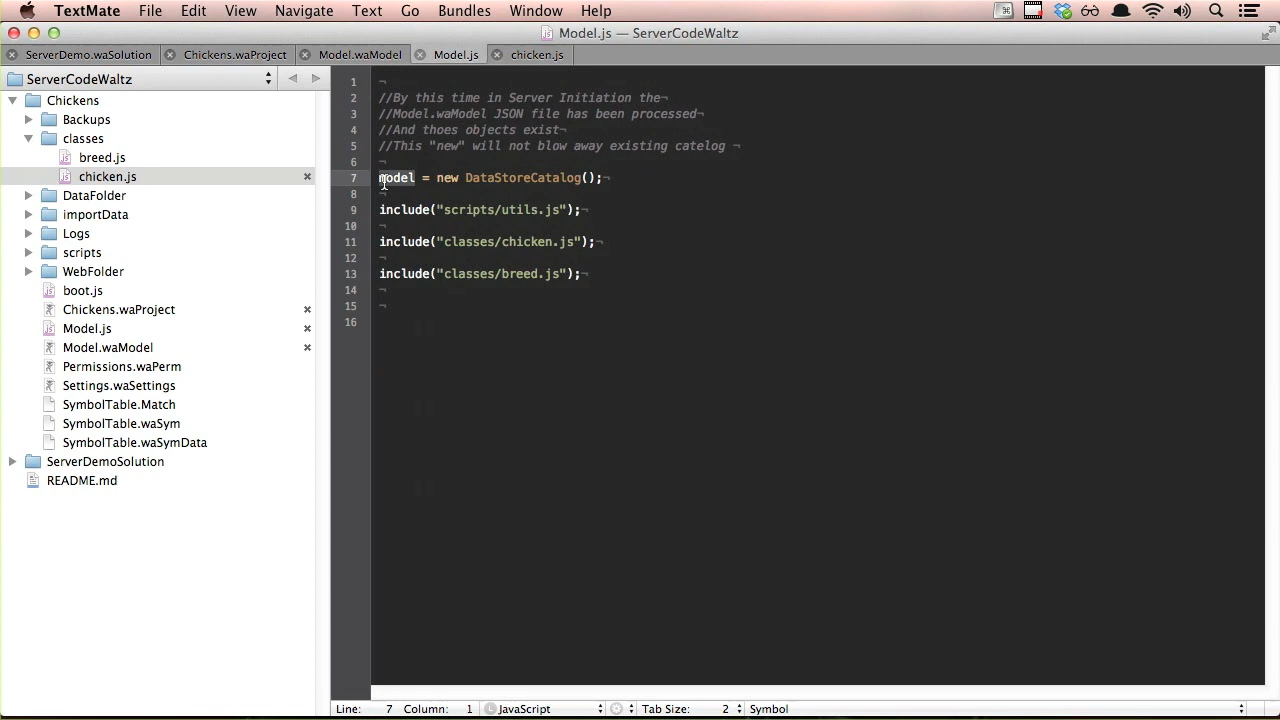 TextMate File Edit View Navigate Text Go Bundles Window Help
Model.js — ServerCodeWaltz
ServerDemo.waSolution Chickens.waProject Model.waModel Model.js chicken.js
ServerCodeWaltz
Chickens
Backups
classes
breed.js
chicken.js
DataFolder
importData
Logs
scripts
WebFolder
boot.js
Chickens.waProject
Model.js
Model.waModel
Permissions.waPerm
Settings.waSettings
SymbolTable.Match
SymbolTable.waSym
SymbolTable.waSymData
ServerDemoSolution
README.md
1 ¬
2 //By this time in Server Initiation the¬
3 //Model.waModel JSON file has been processed¬
4 //And thoes objects exist¬
5 //This "new" will not blow away existing catelog ¬
6 ¬
7 model = new DataStoreCatalog();¬
8 ¬
9 include("scripts/utils.js");¬
10 ¬
11 include("classes/chicken.js");¬
12 ¬
13 include("classes/breed.js");¬
14 ¬
15 ¬
16
Line: 7 Column: 1 JavaScript Tab Size: 2 Symbol